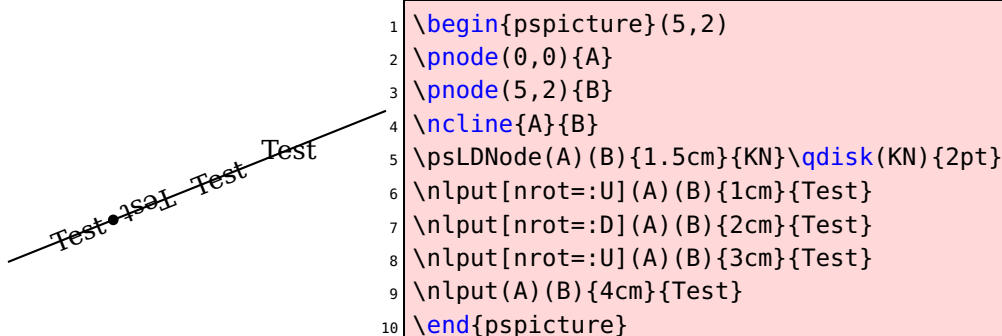 Test
Test
Test
Test
1 \begin{pspicture}(5,2)
2 \pnode(0,0){A}
3 \pnode(5,2){B}
4 \ncline{A}{B}
5 \psLDNode(A)(B){1.5cm}{KN}\qdisk(KN){2pt}
6 \nlput[nrot=:U](A)(B){1cm}{Test}
7 \nlput[nrot=:D](A)(B){2cm}{Test}
8 \nlput[nrot=:U](A)(B){3cm}{Test}
9 \nlput(A)(B){4cm}{Test}
10 \end{pspicture}